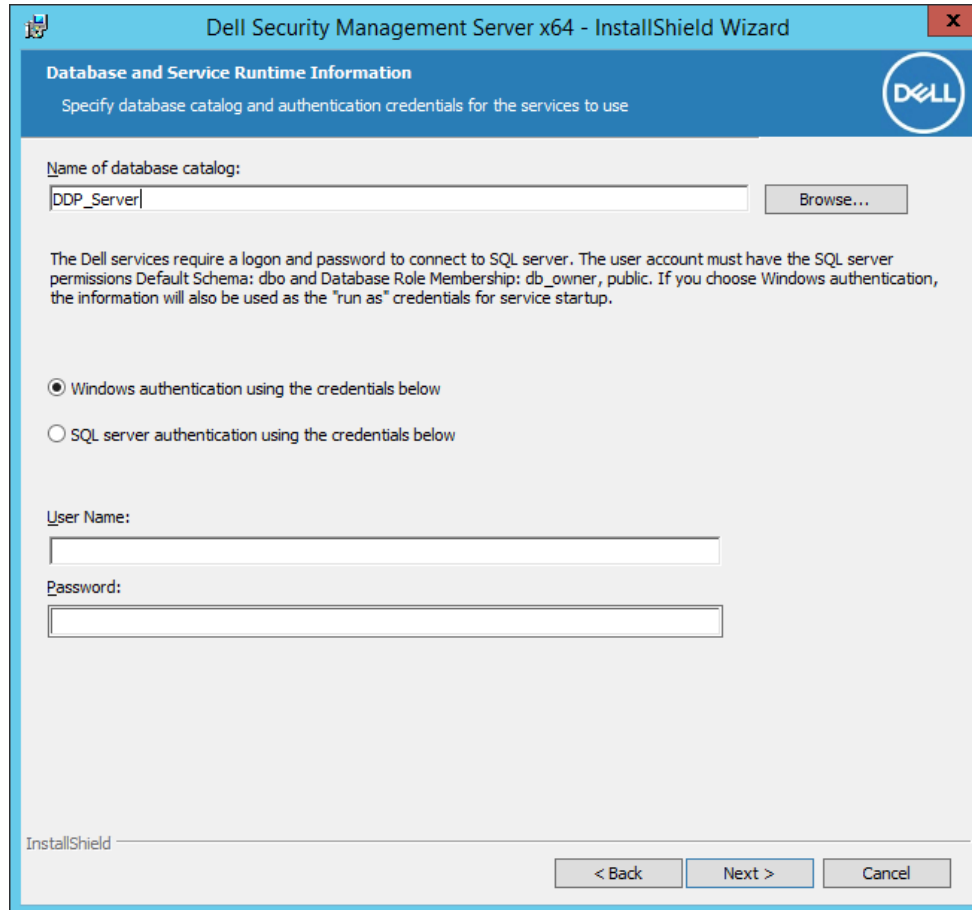 Dell Security Management Server x64 - InstallShield Wizard
x
Database and Service Runtime Information
Specify database catalog and authentication credentials for the services to use
DELL
Name of database catalog:
DDP_Server
Browse...
The Dell services require a logon and password to connect to SQL server. The user account must have the SQL server
permissions Default Schema: dbo and Database Role Membership: db_owner, public. If you choose Windows authentication,
the information will also be used as the "run as" credentials for service startup.
Windows authentication using the credentials below
SQL server authentication using the credentials below
User Name:
Password:
InstallShield
< Back Next > Cancel